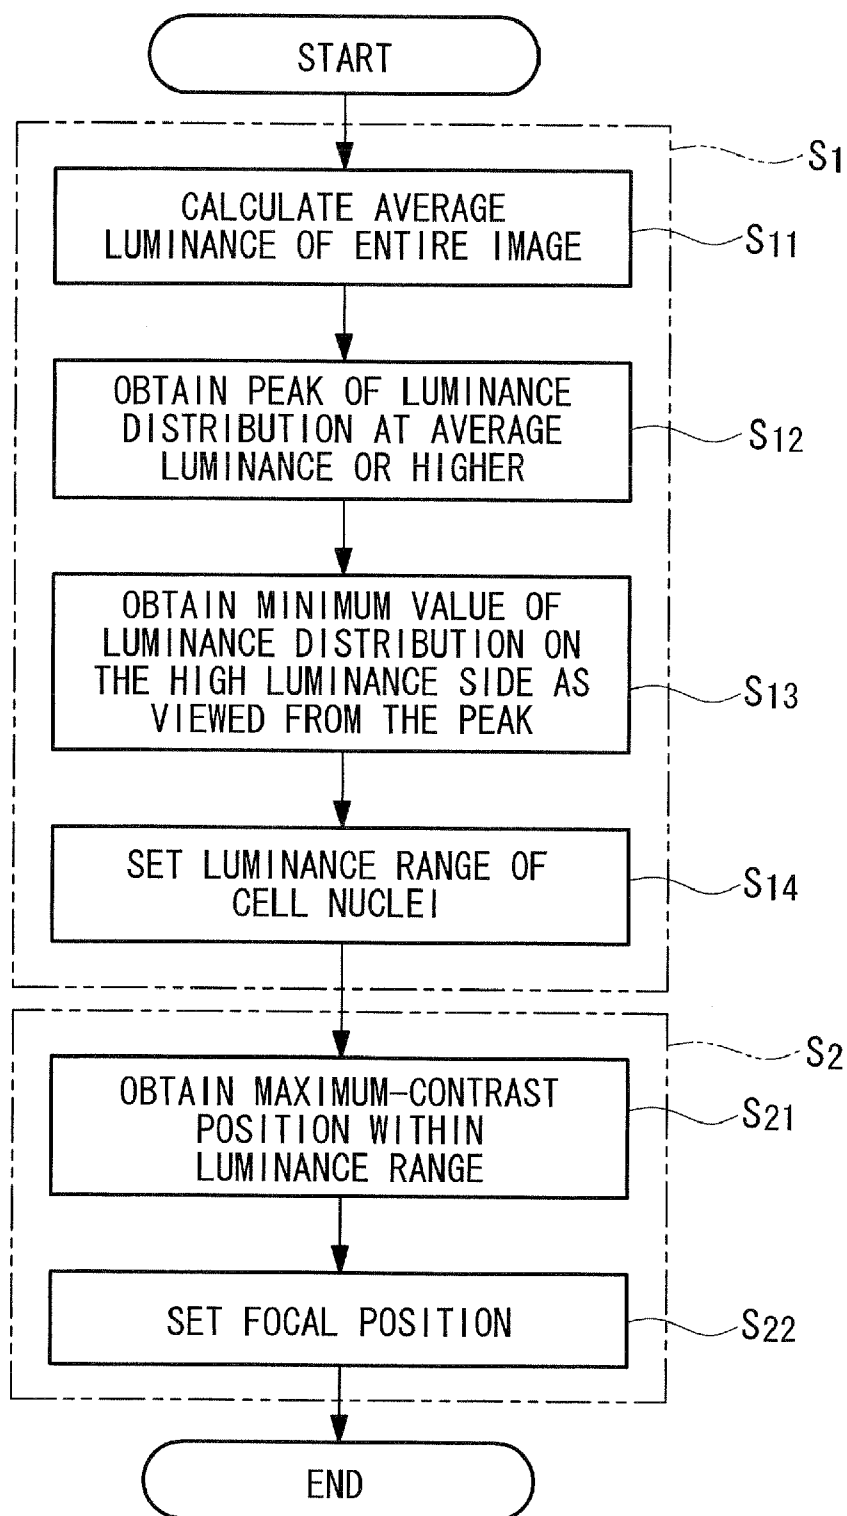 START
S1
CALCULATE AVERAGE
LUMINANCE OF ENTIRE IMAGE
S11
OBTAIN PEAK OF LUMINANCE
DISTRIBUTION AT AVERAGE
LUMINANCE OR HIGHER
S12
OBTAIN MINIMUM VALUE OF
LUMINANCE DISTRIBUTION ON
THE HIGH LUMINANCE SIDE AS
VIEWED FROM THE PEAK
S13
SET LUMINANCE RANGE OF
CELL NUCLEI
S14
S2
OBTAIN MAXIMUM-CONTRAST
POSITION WITHIN
LUMINANCE RANGE
S21
SET FOCAL POSITION
S22
END